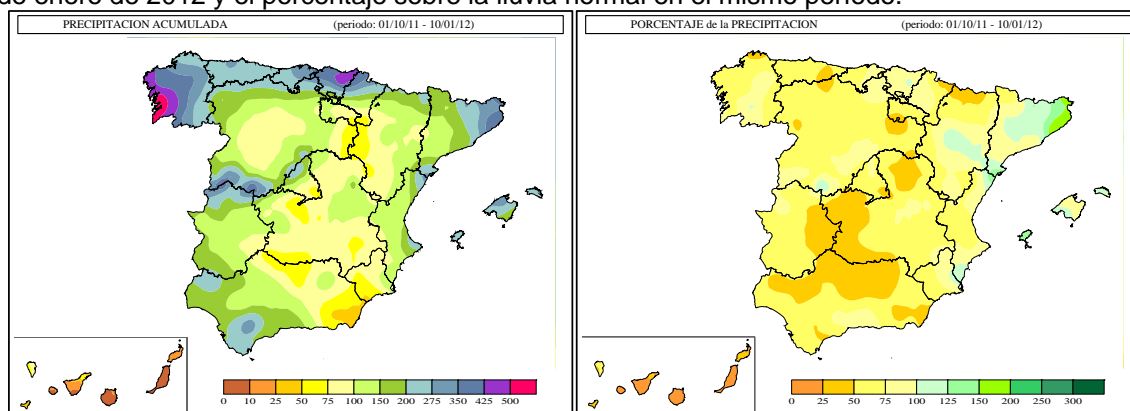 de enero de 2012 y el porcentaje sobre la lluvia normal en el mismo periodo.
PRECIPITACION ACUMULADA (periodo: 01/10/11 - 10/01/12)
0 10 25 50 75 100 150 200 275 350 425 500
PORCENTAJE de la PRECIPITACION (periodo: 01/10/11 - 10/01/12)
0 25 50 75 100 125 150 200 250 300